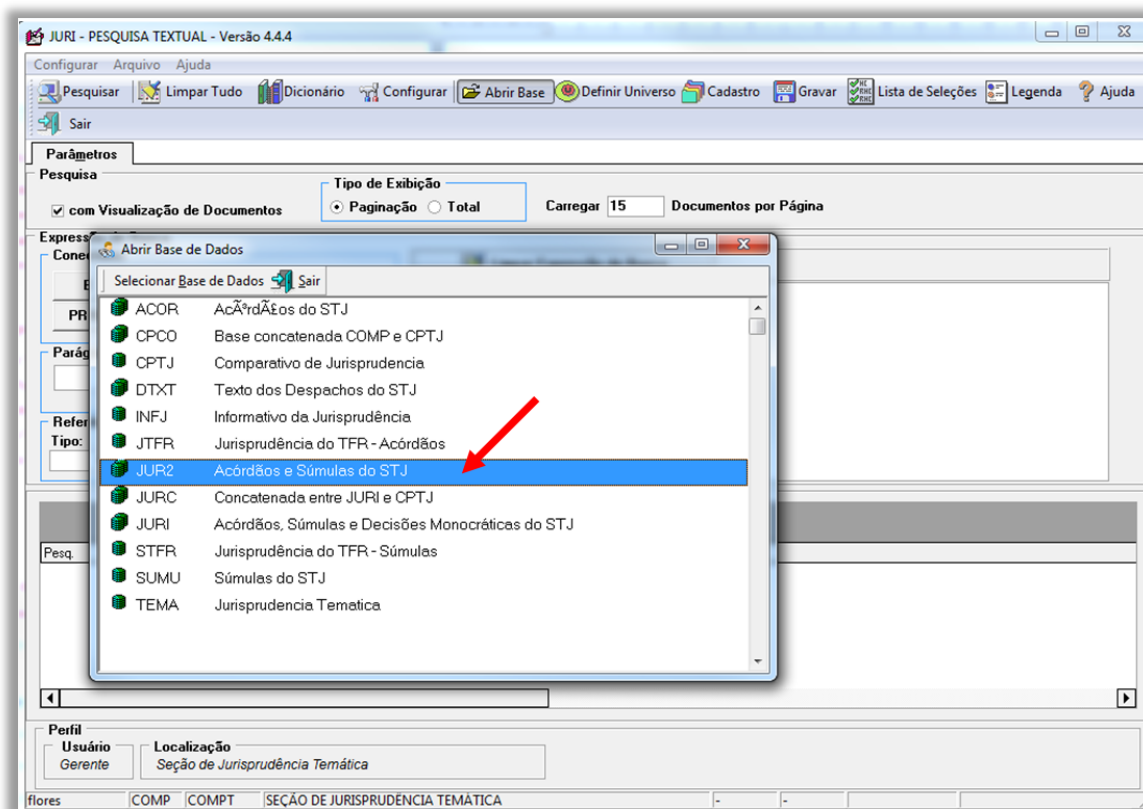 JURI - PESQUISA TEXTUAL - Versão 4.4.4
Configurar Arquivo Ajuda
Pesquisar Limpar Tudo Dicionário Configurar Abrir Base Definir Universo Cadastro Gravar Lista de Seleções Legenda Ajuda
Sair
Parâmetros
Pesquisa
Tipo de Exibição
com Visualização de Documentos Paginação Total Carregar 15 Documentos por Página
Abrir Base de Dados
Selecionar Base de Dados Sair
ACOR AcÃªrdÃ£os do STJ
CPCO Base concatenada COMP e CPTJ
CPTJ Comparativo de Jurisprudencia
DTXT Texto dos Despachos do STJ
INFJ Informativo da Jurisprudência
JTFR Jurisprudência do TFR - Acórdãos
JUR2 Acórdãos e Súmulas do STJ
JURC Concatenada entre JURI e CPTJ
JURI Acórdãos, Súmulas e Decisões Monocráticas do STJ
STFR Jurisprudência do TFR - Súmulas
SUMU Súmulas do STJ
TEMA Jurisprudencia Tematica
Tipo:
Pesq.
Perfil
Usuário Localização
Gerente Seção de Jurisprudência Temática
flores COMP COMPT SEÇÃO DE JURISPRUDÊNCIA TEMÁTICA - -